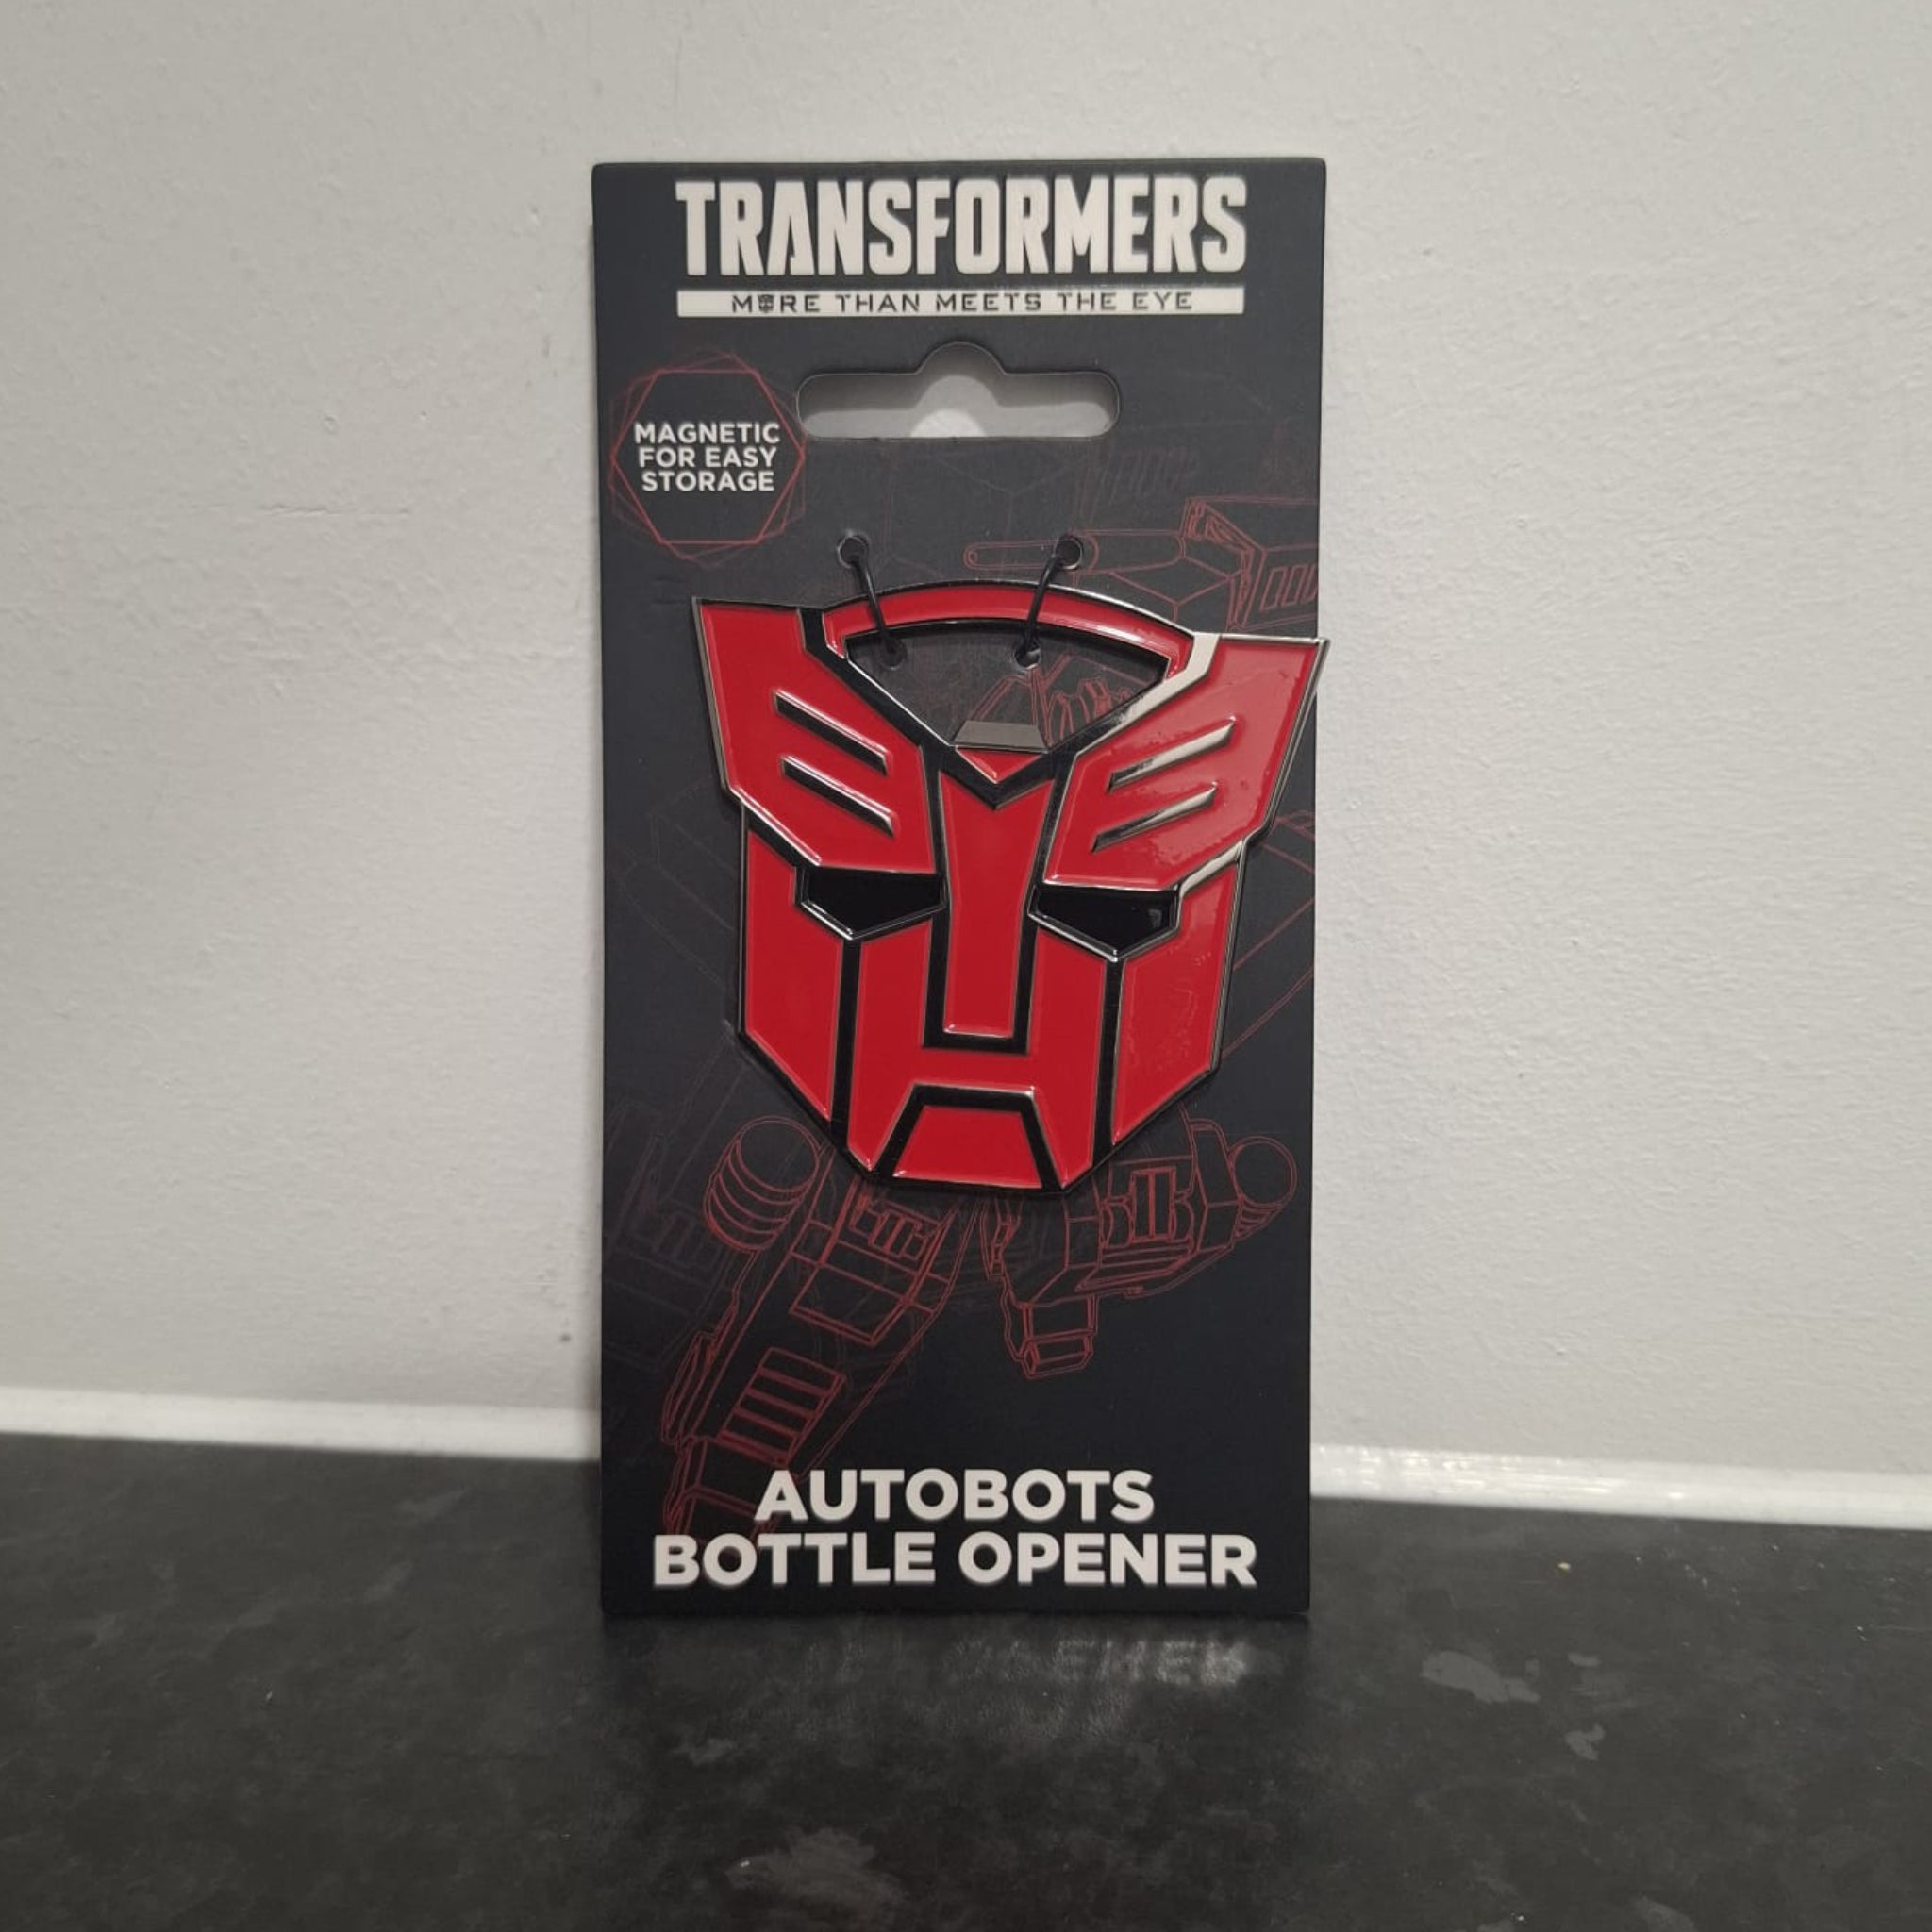 TRANSFORMERS
MORE THAN MEETS THE EYE
MAGNETIC
FOR EASY
STORAGE
AUTOBOTS
BOTTLE OPENER